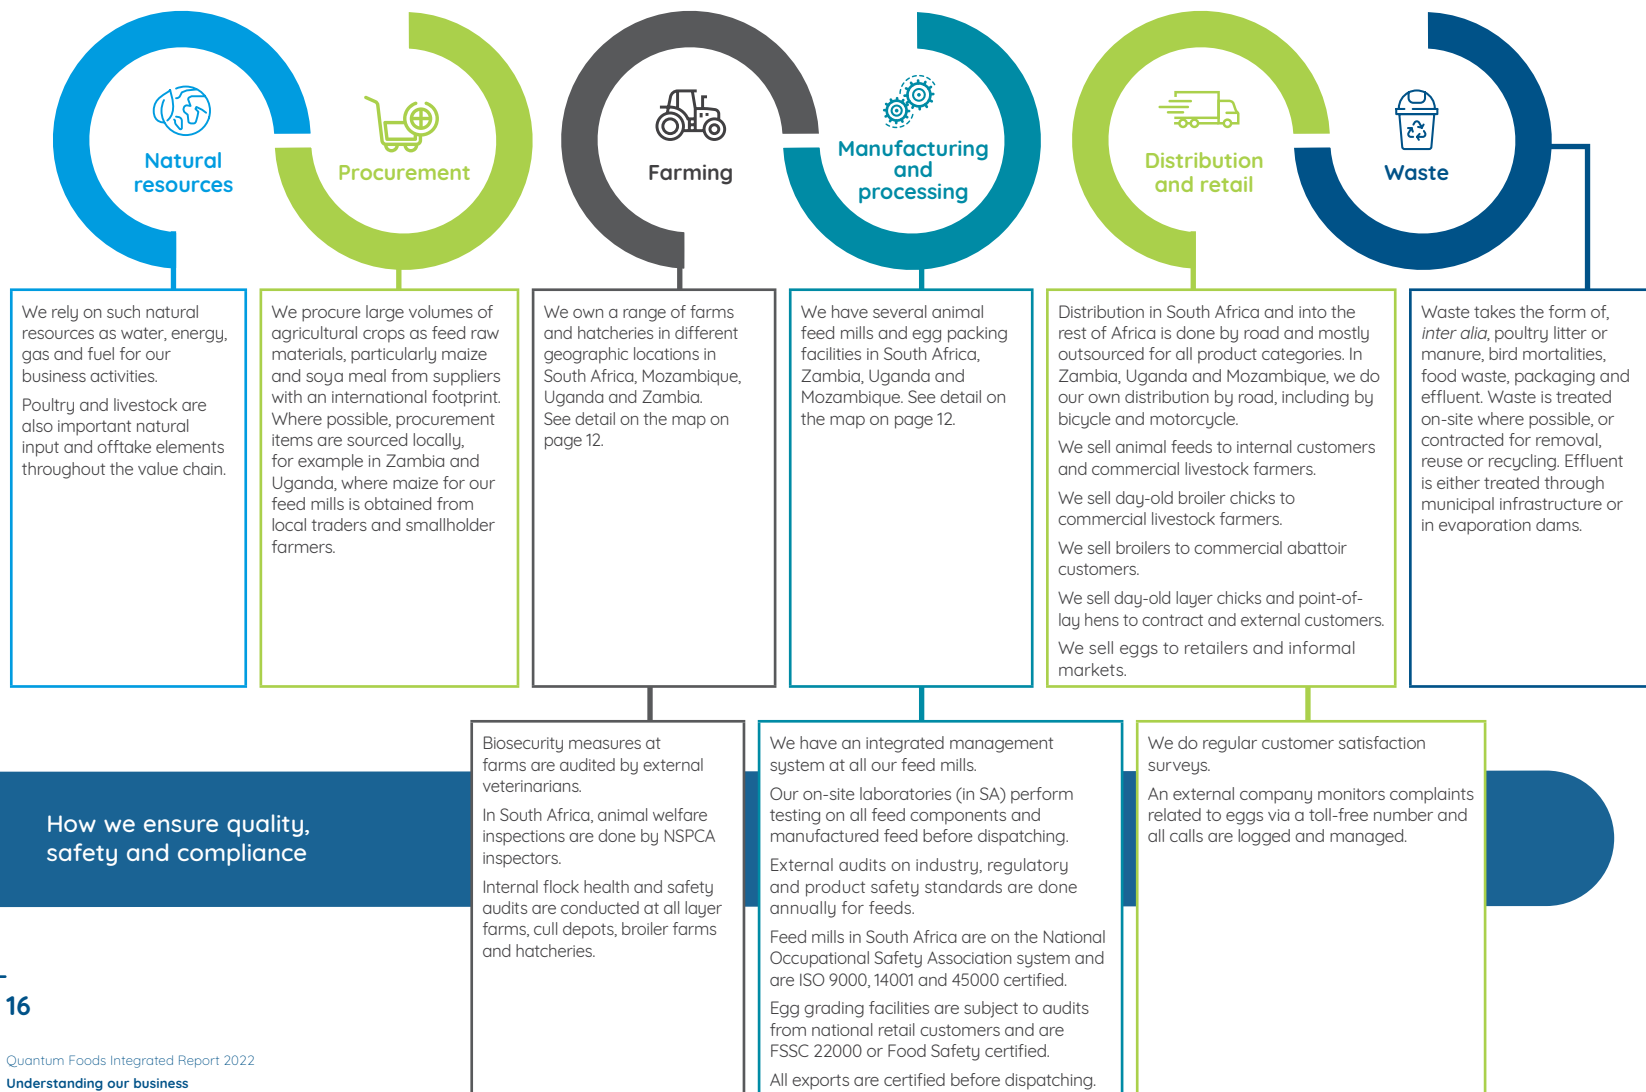 Natural
resources
Procurement
Farming
Manufacturing
and
processing
Distribution
and retail
Waste
We rely on such natural
resources as water, energy,
gas and fuel for our
business activities.
Poultry and livestock are
also important natural
input and offtake elements
throughout the value chain.
We procure large volumes of
agricultural crops as feed raw
materials, particularly maize
and soya meal from suppliers
with an international footprint.
Where possible, procurement
items are sourced locally,
for example in Zambia and
Uganda, where maize for our
feed mills is obtained from
local traders and smallholder
farmers.
We own a range of farms
and hatcheries in different
geographic locations in
South Africa, Mozambique,
Uganda and Zambia.
See detail on the map on
page 12.
We have several animal
feed mills and egg packing
facilities in South Africa,
Zambia, Uganda and
Mozambique. See detail on
the map on page 12.
Distribution in South Africa and into the
rest of Africa is done by road and mostly
outsourced for all product categories. In
Zambia, Uganda and Mozambique, we do
our own distribution by road, including by
bicycle and motorcycle.
We sell animal feeds to internal customers
and commercial livestock farmers.
We sell day-old broiler chicks to
commercial livestock farmers.
We sell broilers to commercial abattoir
customers.
We sell day-old layer chicks and point-of-
lay hens to contract and external customers.
We sell eggs to retailers and informal
markets.
Waste takes the form of,
inter alia, poultry litter or
manure, bird mortalities,
food waste, packaging and
effluent. Waste is treated
on-site where possible, or
contracted for removal,
reuse or recycling. Effluent
is either treated through
municipal infrastructure or
in evaporation dams.
How we ensure quality,
safety and compliance
Biosecurity measures at
farms are audited by external
veterinarians.
In South Africa, animal welfare
inspections are done by NSPCA
inspectors.
Internal flock health and safety
audits are conducted at all layer
farms, cull depots, broiler farms
and hatcheries.
We have an integrated management
system at all our feed mills.
Our on-site laboratories (in SA) perform
testing on all feed components and
manufactured feed before dispatching.
External audits on industry, regulatory
and product safety standards are done
annually for feeds.
Feed mills in South Africa are on the National
Occupational Safety Association system and
are ISO 9000, 14001 and 45000 certified.
Egg grading facilities are subject to audits
from national retail customers and are
FSSC 22000 or Food Safety certified.
All exports are certified before dispatching.
We do regular customer satisfaction
surveys.
An external company monitors complaints
related to eggs via a toll-free number and
all calls are logged and managed.
16
Quantum Foods Integrated Report 2022
Understanding our business